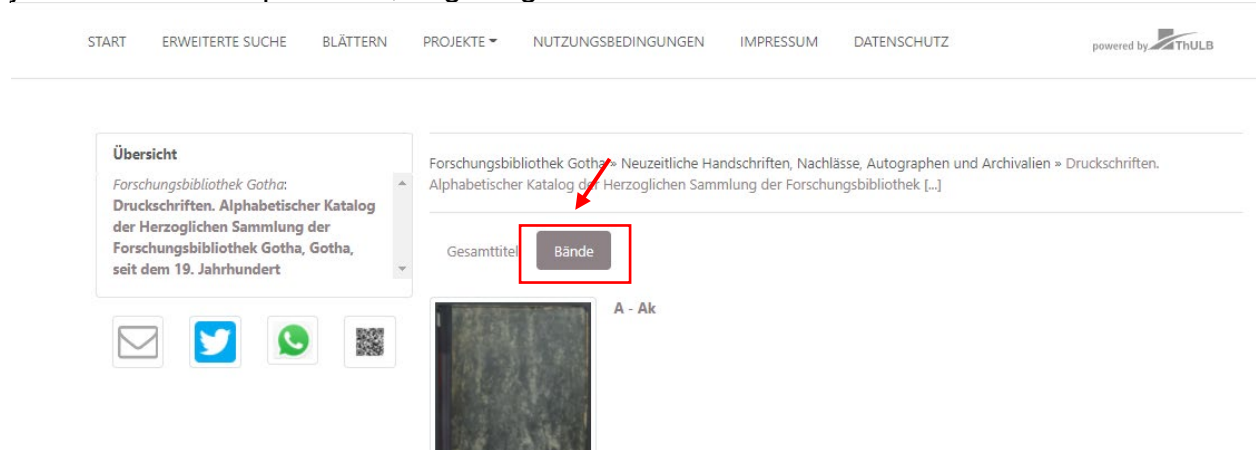 START ERWEITERTE SUCHE BLÄTTERN PROJEKTE NUTZUNGSBEDINGUNGEN IMPRESSUM DATENSCHUTZ powered by ThULB
Übersicht
Forschungsbibliothek Gotha:
Druckschriften. Alphabetischer Katalog
der Herzoglichen Sammlung der
Forschungsbibliothek Gotha, Gotha,
seit dem 19. Jahrhundert
Forschungsbibliothek Gotha » Neuzeitliche Handschriften, Nachlässe, Autographen und Archivalien » Druckschriften.
Alphabetischer Katalog der Herzoglichen Sammlung der Forschungsbibliothek [...]
Gesamttitel Bände
A - Ak